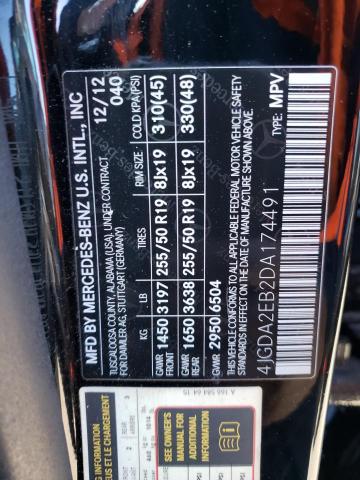 MFD BY MERCEDES-BENZ U.S. INTL., INC 12/12
TUSCALOOSA COUNTY, ALABAMA (USA), UNDER CONTRACT 040
FOR DAIMLER AG, STUTTGART (GERMANY)
KG LB TIRES RIM SIZE COLD KPA(PSI)
GAWR FRONT 1450 3197 255/50 R19 8Jx19 310(45)
GAWR REAR 1650 3638 255/50 R19 8Jx19 330(48)
GVWR 2950 6504
THIS VEHICLE CONFORMS TO ALL APPLICABLE FEDERAL MOTOR VEHICLE SAFETY
STANDARDS IN EFFECT ON THE DATE OF MANUFACTURE SHOWN ABOVE.
4JGDA2EB2DA174491 TYPE: MPV
SEE OWNER'S
MANUAL FOR
ADDITIONAL
ET LE CHARGEMENT
REAR